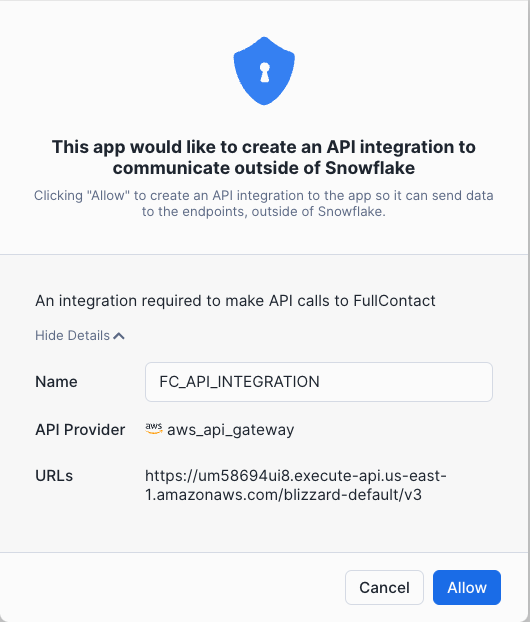 This app would like to create an API integration to
communicate outside of Snowflake
Clicking "Allow" to create an API integration to the app so it can send data
to the endpoints, outside of Snowflake.
An integration required to make API calls to FullContact
Hide Details
Name
FC_API_INTEGRATION
API Provider
aws
aws_api_gateway
URLs
https://um58694ui8.execute-api.us-east-
1.amazonaws.com/blizzard-default/v3
Cancel
Allow